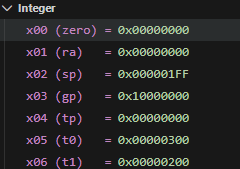 Integer
x00 (zero) = 0x00000000
x01 (ra) = 0x00000000
x02 (sp) = 0x000001FF
x03 (gp) = 0x10000000
x04 (tp) = 0x00000000
x05 (t0) = 0x00000300
x06 (t1) = 0x00000200